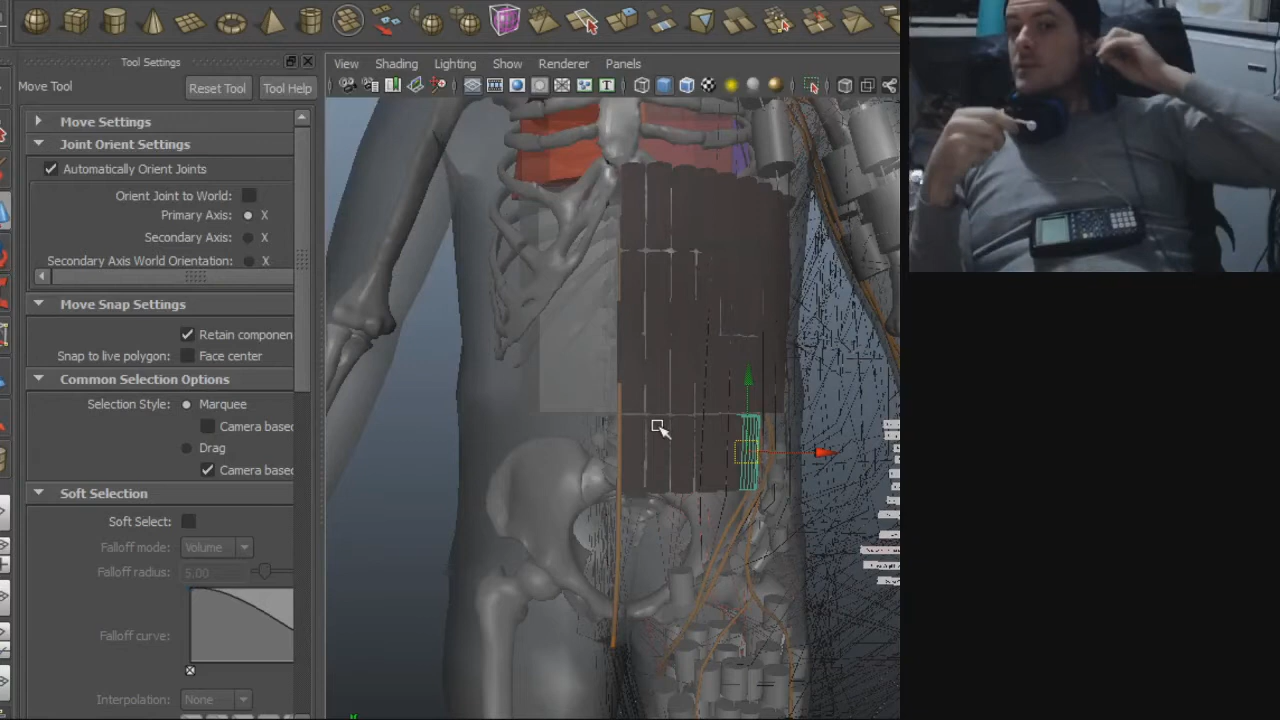 Tool Settings
View Shading Lighting Show Renderer Panels
Move Tool
Reset Tool
Tool Help
T
Move Settings
Joint Orient Settings
Automatically Orient Joints
Orient Joint to World:
Primary Axis: X
Secondary Axis: X
Secondary Axis World Orientation: X
Move Snap Settings
Retain componen
Snap to live polygon: Face center
Common Selection Options
Selection Style: Marquee
Camera based
Drag
Camera based
Soft Selection
Soft Select:
Falloff mode: Volume
Falloff radius: 5.00
Falloff curve:
Interpolation: None